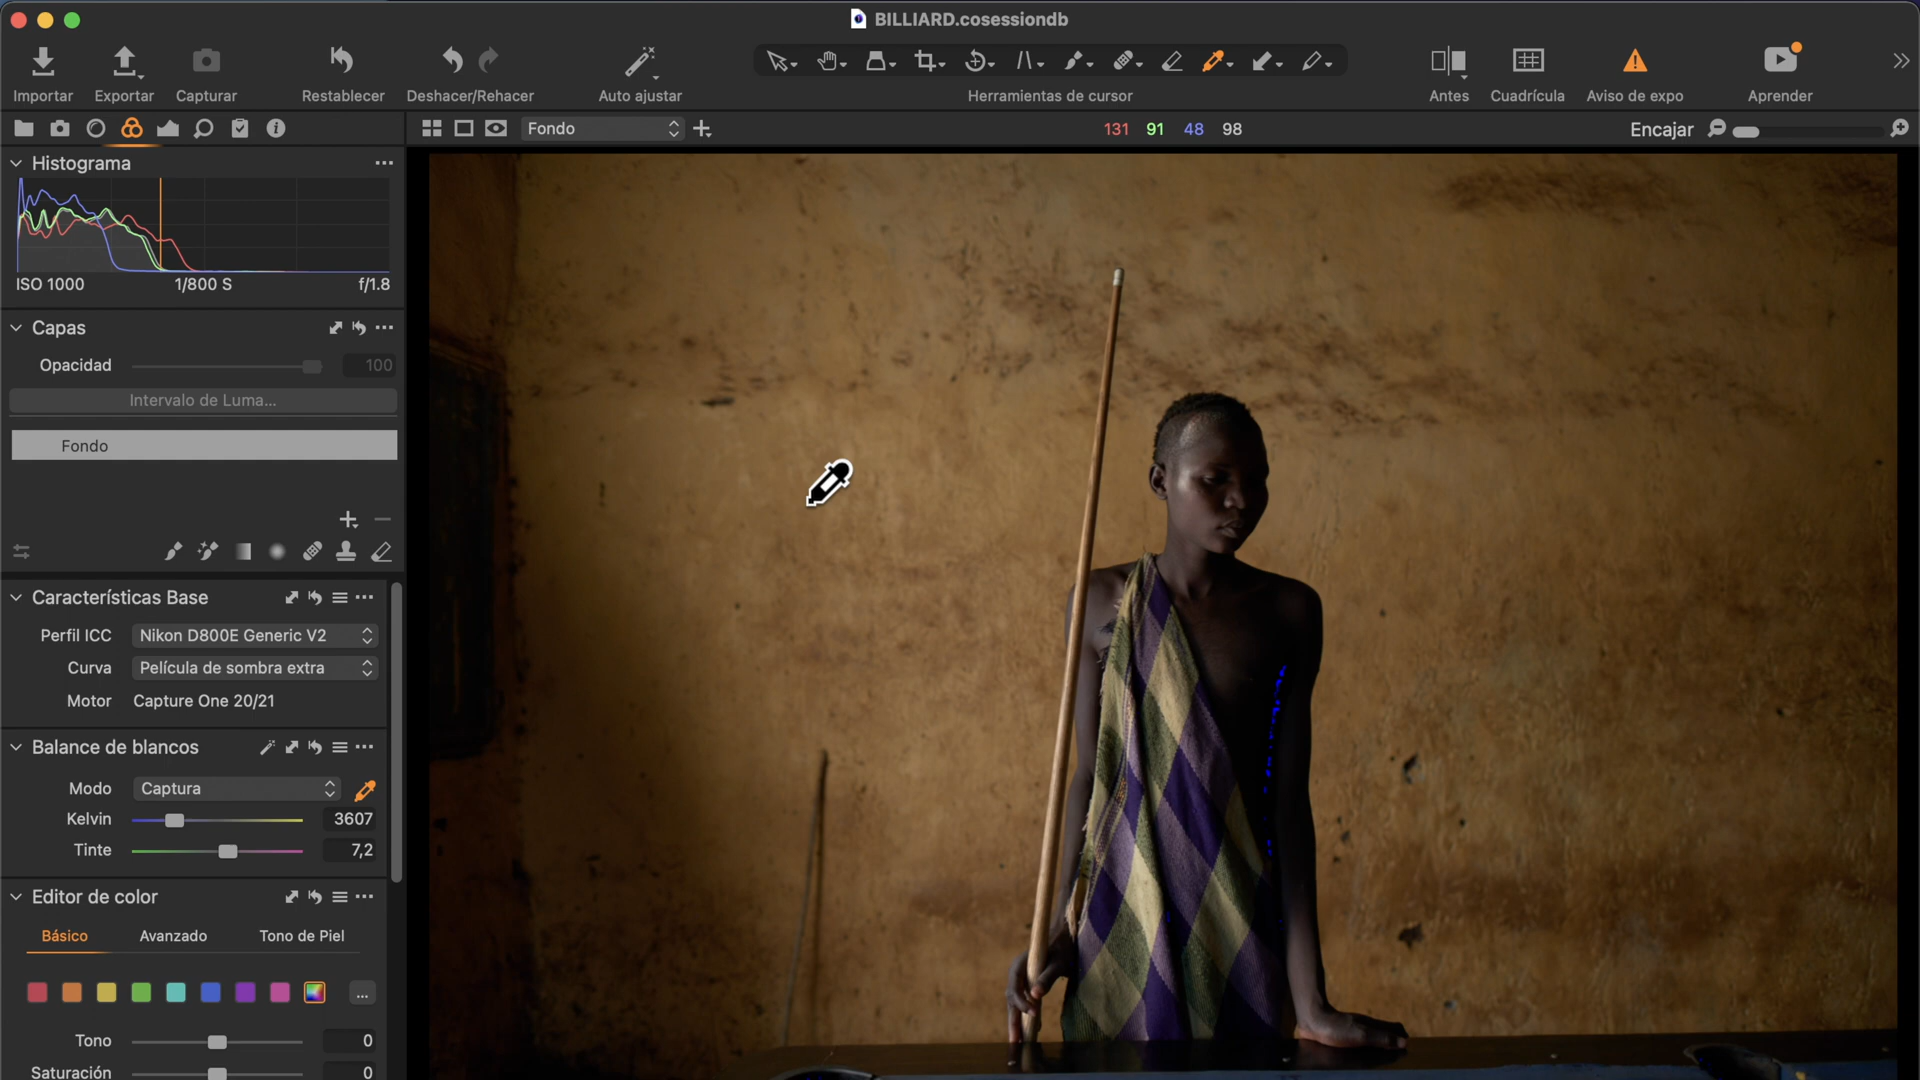 BILLIARD.cosessiondb
Importar
Exportar
Capturar
Restablecer
Deshacer/Rehacer
Auto ajustar
Herramientas de cursor
Antes
Cuadrícula
Aviso de expo
Aprender
Fondo
131 91 48 98
Encajar
Histograma
ISO 1000 1/800 S f/1.8
Capas
Opacidad 100
Intervalo de Luma...
Fondo
Características Base
Perfil ICC Nikon D800E Generic V2
Curva Película de sombra extra
Motor Capture One 20/21
Balance de blancos
Modo Captura
Kelvin 3607
Tinte 7,2
Editor de color
Básico Avanzado Tono de Piel
...
Tono 0
Saturación 0